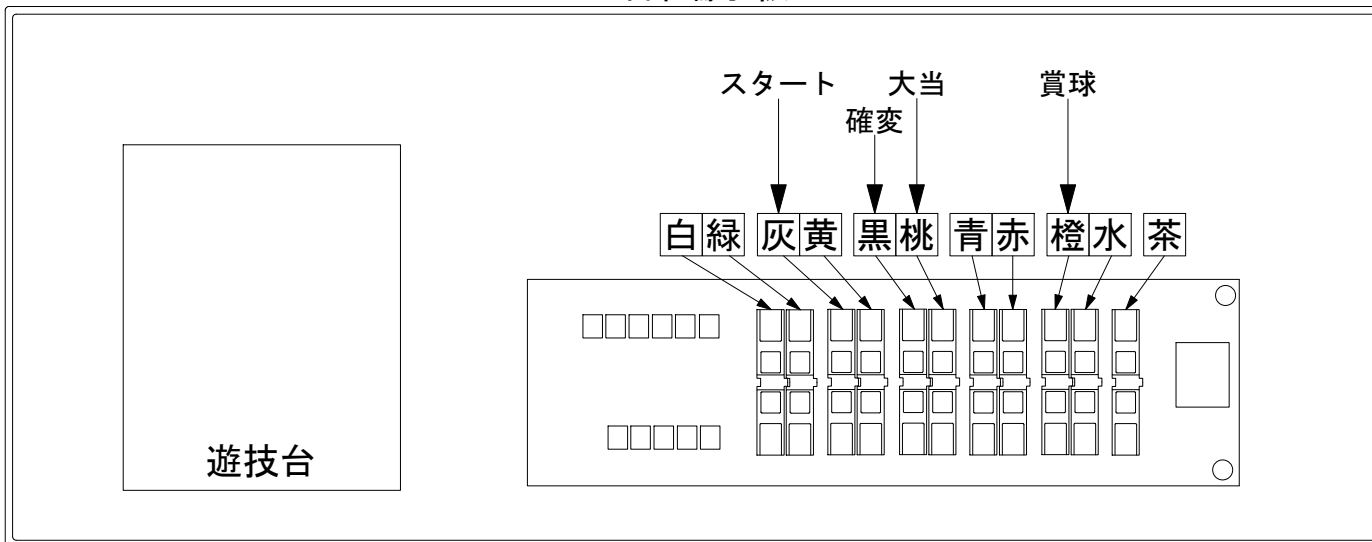 スタート
大当
賞球
確変
白 緑 灰 黄 黒 桃 青 赤 橙 水 茶
遊技台